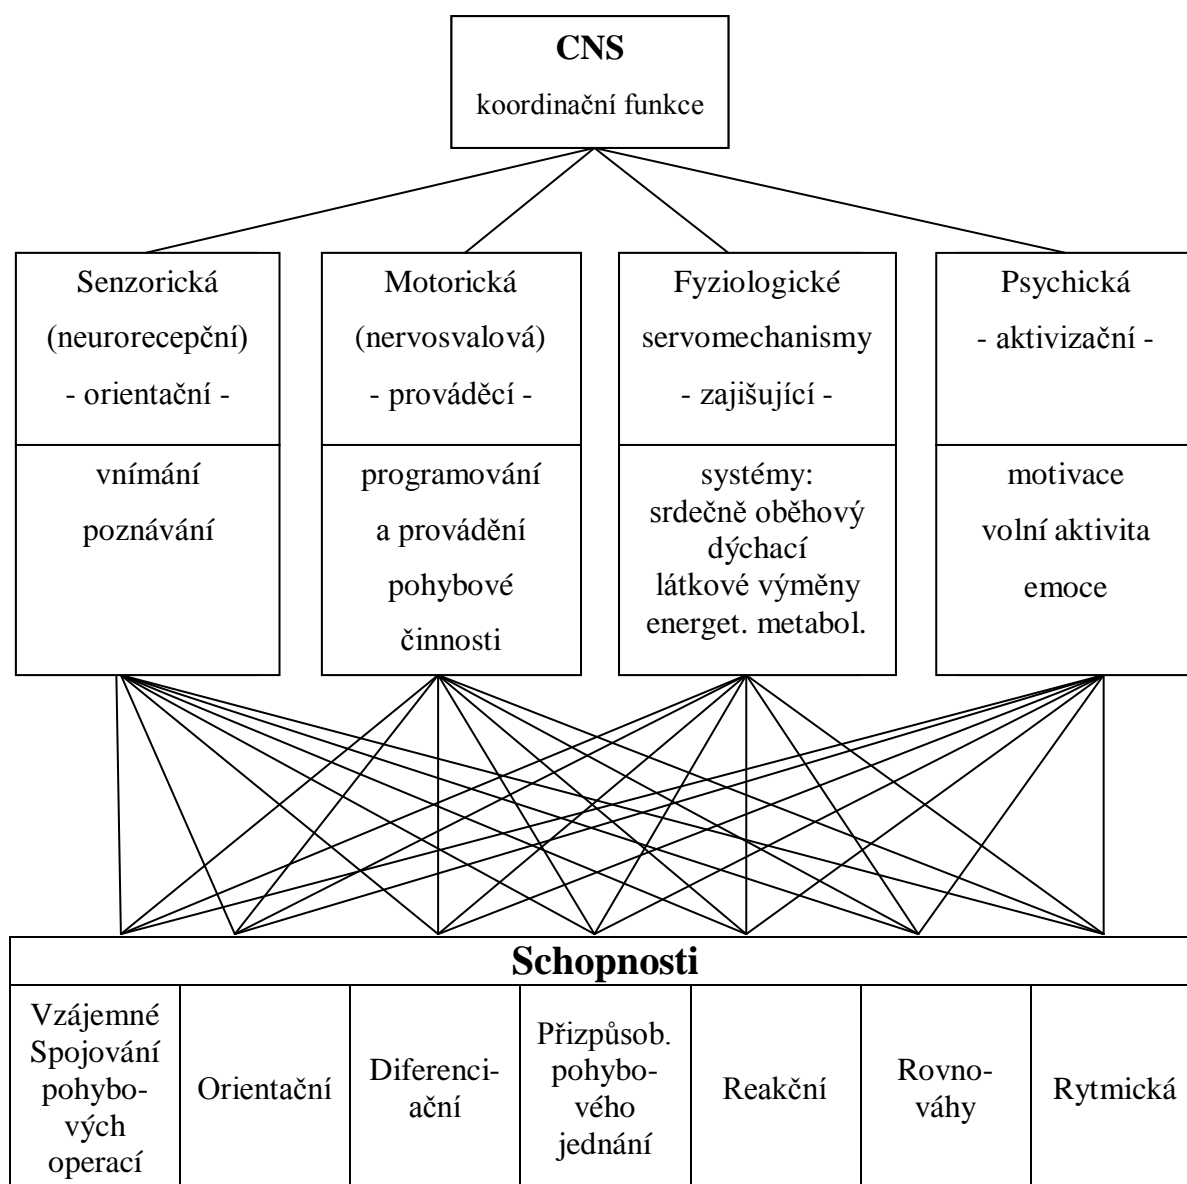 CNS
koordinační funkce
Senzorická
(neurorecepční)
- orientační -
vnímání
poznávání
Motorická
(nervosvalová)
- prováděcí -
programování
a provádění
pohybové
činnosti
Fyziologické
servomechanismy
- zajišující -
systémy:
srdečně oběhový
dýchací
látkové výměny
energet. metabol.
Psychická
- aktivizační -
motivace
volní aktivita
emoce
Schopnosti
Vzájemné
Spojování
pohybo-
vých
operací
Orientační
Diferenci-
ační
Přizpůsob.
pohybo-
vého
jednání
Reakční
Rovno-
váhy
Rytmická